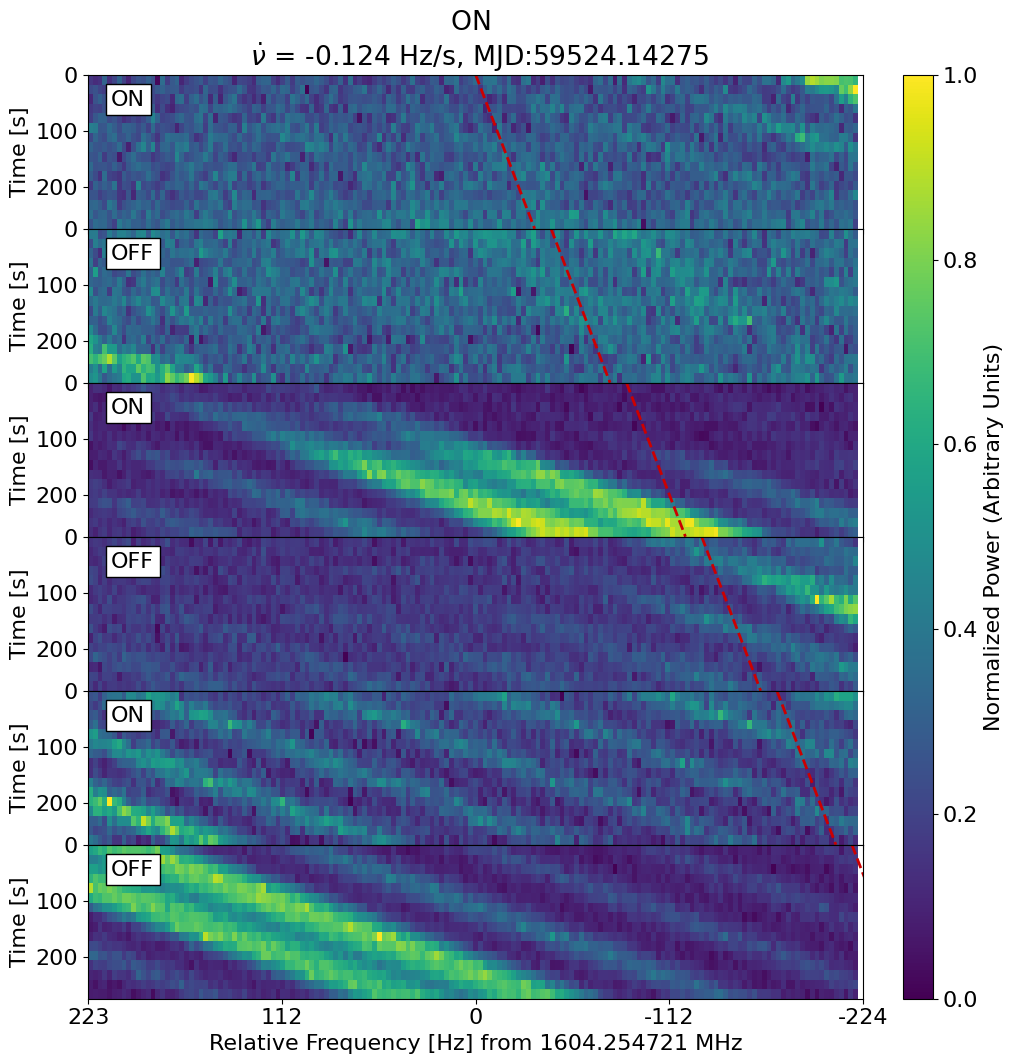 ON
ν̇ = -0.124 Hz/s, MJD:59524.14275
0
ON
100
Time [s]
200
0
OFF
100
Time [s]
200
0
ON
100
Time [s]
200
0
OFF
100
Time [s]
200
0
ON
100
Time [s]
200
0
OFF
100
Time [s]
200
223 112 0 -112 -224
Relative Frequency [Hz] from 1604.254721 MHz
1.0
0.8
0.6
0.4
0.2
0.0
Normalized Power (Arbitrary Units)